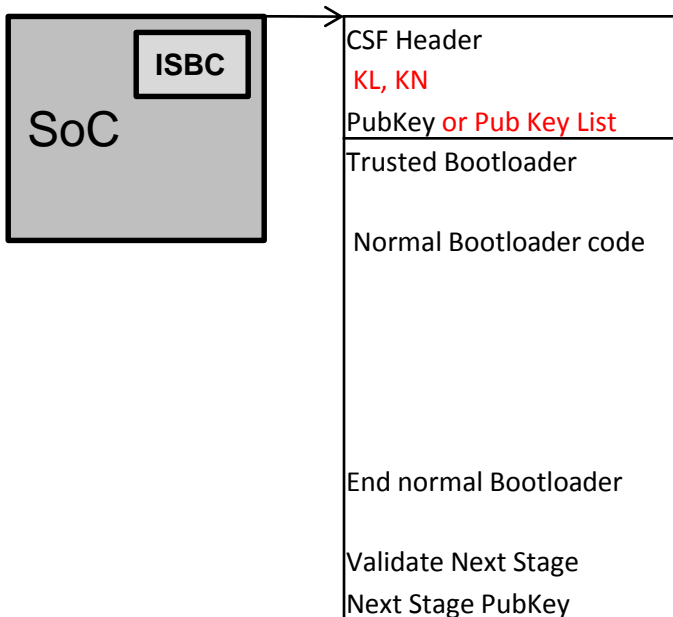 ISBC
SoC
CSF Header
KL, KN
PubKey or Pub Key List
Trusted Bootloader
Normal Bootloader code
End normal Bootloader
Validate Next Stage
Next Stage PubKey